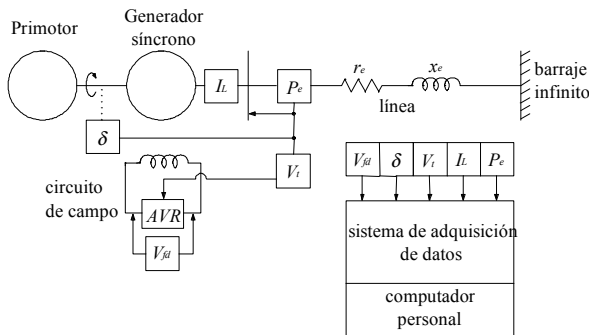 Primotor
Generador
síncrono
I_L
P_e
r_e
x_e
línea
barraje
infinito
δ
V_t
circuito
de campo
AVR
V_fd
V_fd δ V_t I_L P_e
sistema de adquisición
de datos
computador
personal